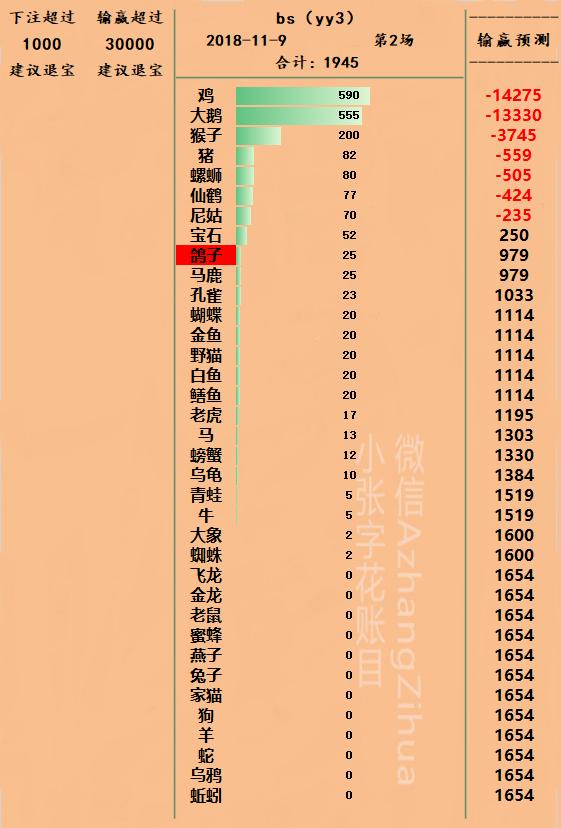 下注超过 输赢超过
1000 30000
建议退宝 建议退宝
bs（yy3）
2018-11-9 第2场
合计：1945
输赢预测
鸡 590 -14275
大鹅 555 -13330
猴子 200 -3745
猪 82 -559
螺蛳 80 -505
仙鹤 77 -424
尼姑 70 -235
宝石 52 250
鸽子 25 979
马鹿 25 979
孔雀 23 1033
蝴蝶 20 1114
金鱼 20 1114
野猫 20 1114
白鱼 20 1114
鳝鱼 20 1114
老虎 17 1195
马 13 1303
螃蟹 12 1330
乌龟 10 1384
青蛙 5 1519
牛 5 1519
大象 2 1600
蜘蛛 2 1600
飞龙 0 1654
金龙 0 1654
老鼠 0 1654
蜜蜂 0 1654
燕子 0 1654
兔子 0 1654
家猫 0 1654
狗 0 1654
羊 0 1654
蛇 0 1654
乌鸦 0 1654
蚯蚓 0 1654
微信AzhangZihua
小张字花账目